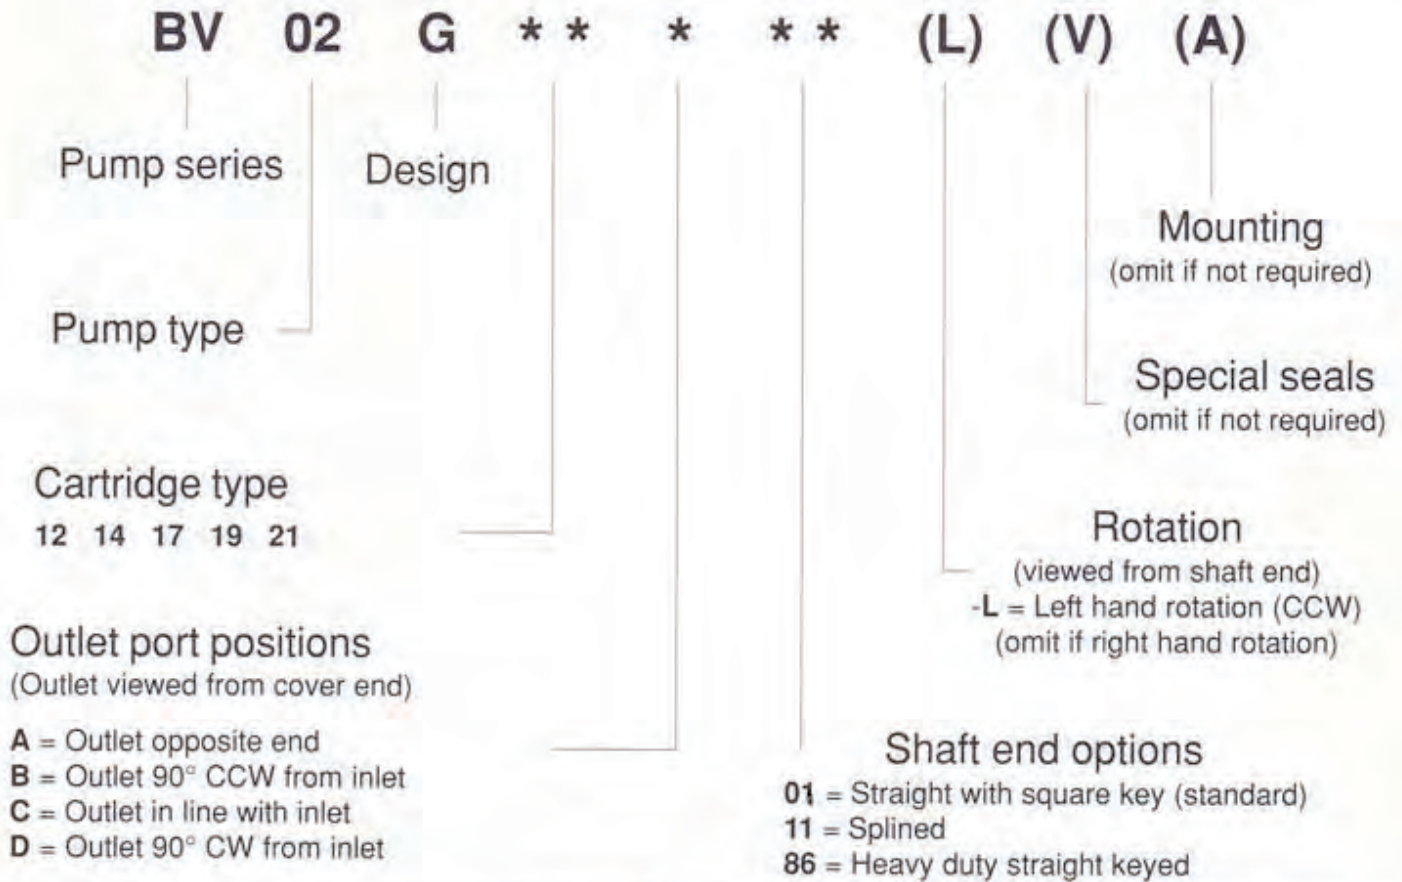 BV 02 G ** * ** (L) (V) (A)
Pump series
Design
Mounting
(omit if not required)
Pump type
Special seals
(omit if not required)
Cartridge type
12 14 17 19 21
Rotation
(viewed from shaft end)
-L = Left hand rotation (CCW)
(omit if right hand rotation)
Outlet port positions
(Outlet viewed from cover end)
A = Outlet opposite end
B = Outlet 90° CCW from inlet
C = Outlet in line with inlet
D = Outlet 90° CW from inlet
Shaft end options
01 = Straight with square key (standard)
11 = Splined
86 = Heavy duty straight keyed